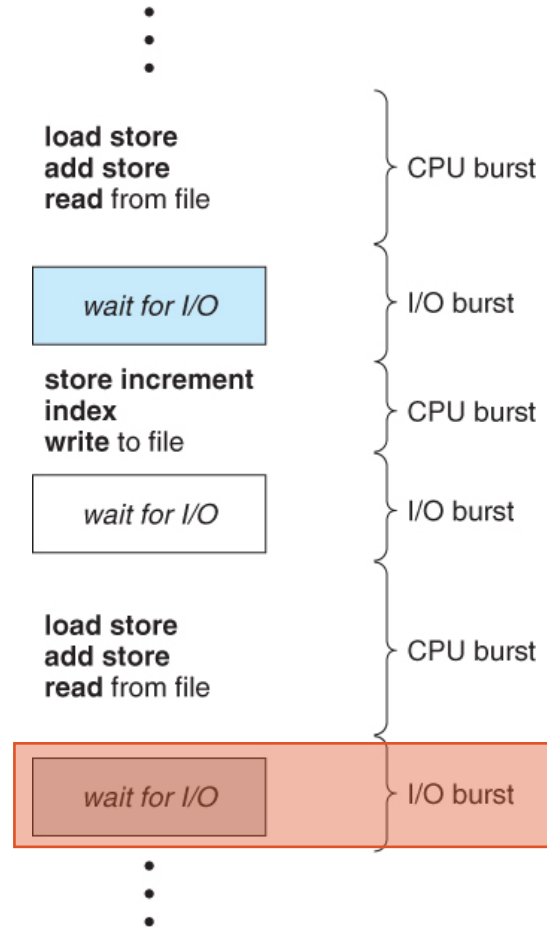 load store
add store
read from file
CPU burst
wait for I/O
I/O burst
store increment
index
write to file
CPU burst
wait for I/O
I/O burst
load store
add store
read from file
CPU burst
wait for I/O
I/O burst